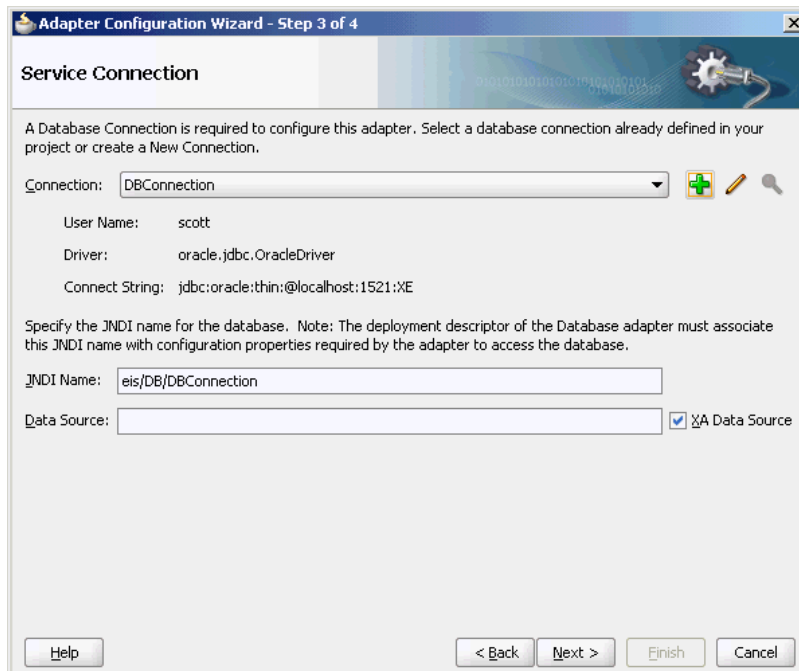 Adapter Configuration Wizard - Step 3 of 4
Service Connection
A Database Connection is required to configure this adapter. Select a database connection already defined in your
project or create a New Connection.
Connection: DBConnection
User Name: scott
Driver: oracle.jdbc.OracleDriver
Connect String: jdbc:oracle:thin:@localhost:1521:XE
Specify the JNDI name for the database. Note: The deployment descriptor of the Database adapter must associate
this JNDI name with configuration properties required by the adapter to access the database.
JNDI Name: eis/DB/DBConnection
Data Source: XA Data Source
Help < Back Next > Finish Cancel